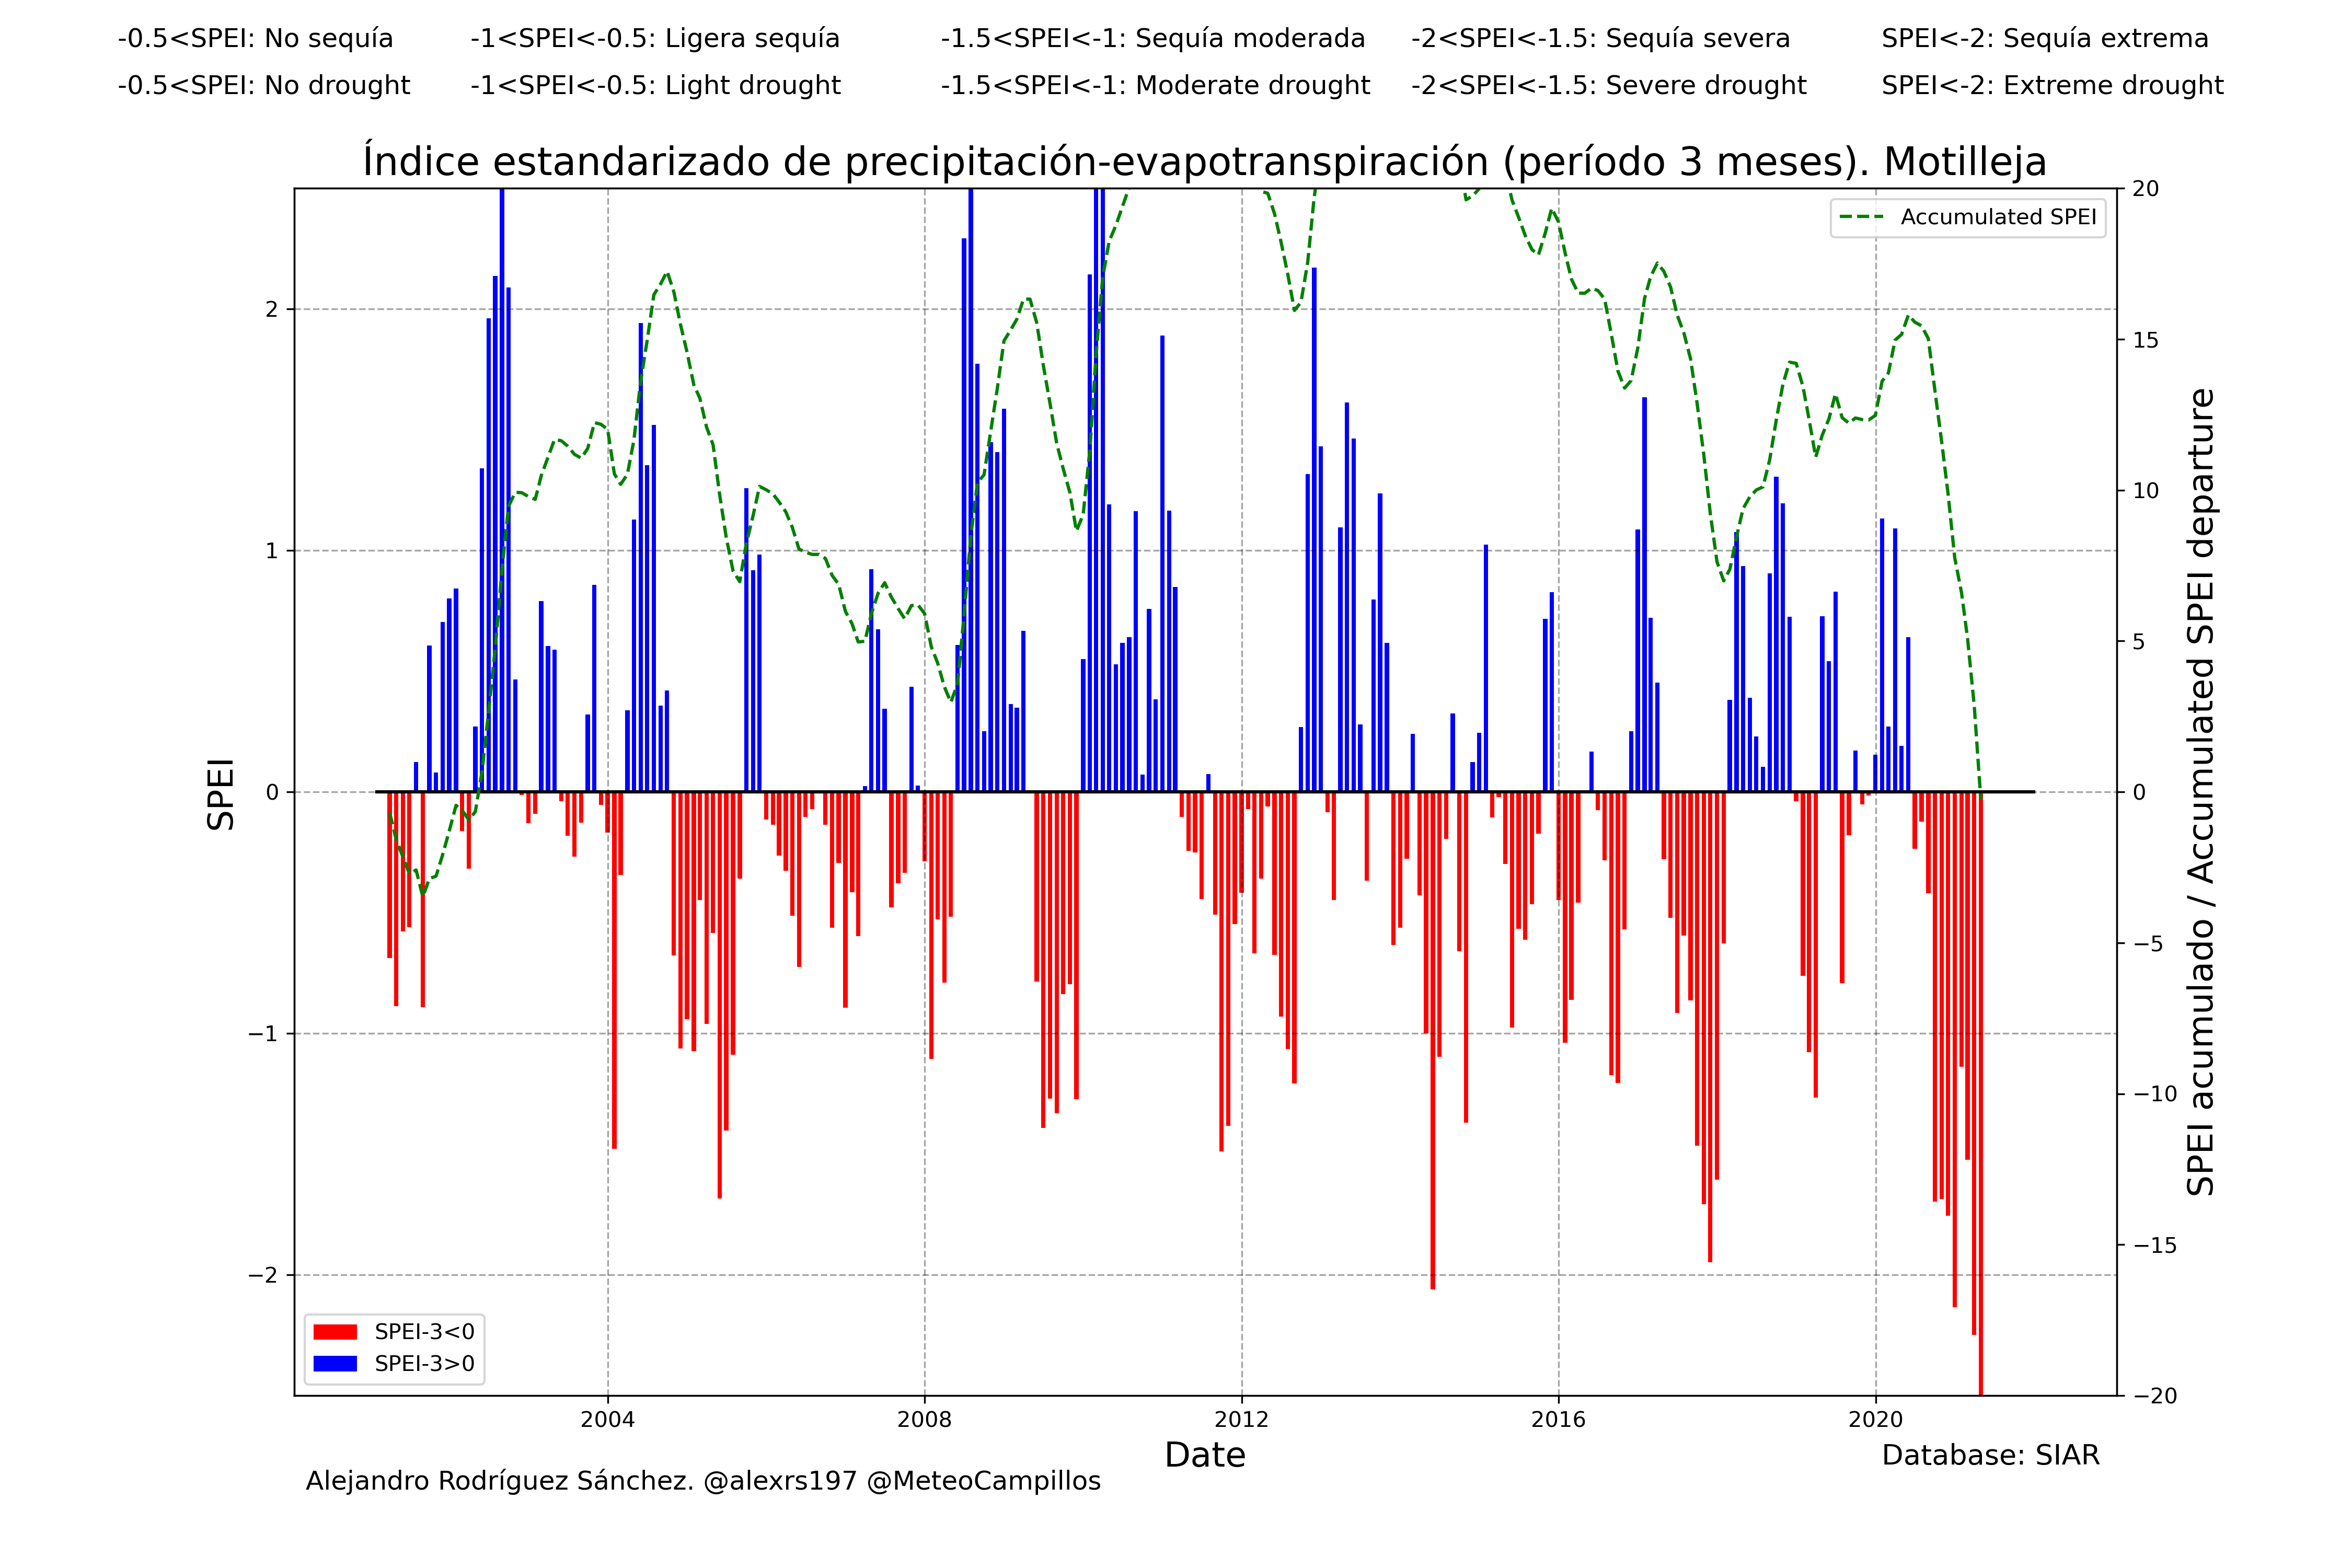 -0.5<SPEI: No sequía -1<SPEI<-0.5: Ligera sequía -1.5<SPEI<-1: Sequía moderada -2<SPEI<-1.5: Sequía severa SPEI<-2: Sequía extrema
-0.5<SPEI: No drought -1<SPEI<-0.5: Light drought -1.5<SPEI<-1: Moderate drought -2<SPEI<-1.5: Severe drought SPEI<-2: Extreme drought
Índice estandarizado de precipitación-evapotranspiración (período 3 meses). Motilleja
Accumulated SPEI
SPEI
2
1
0
−1
−2
20
15
10
5
0
−5
−10
−15
−20
SPEI acumulado / Accumulated SPEI departure
SPEI-3<0
SPEI-3>0
2004 2008 2012 2016 2020
Date
Database: SIAR
Alejandro Rodríguez Sánchez. @alexrs197 @MeteoCampillos